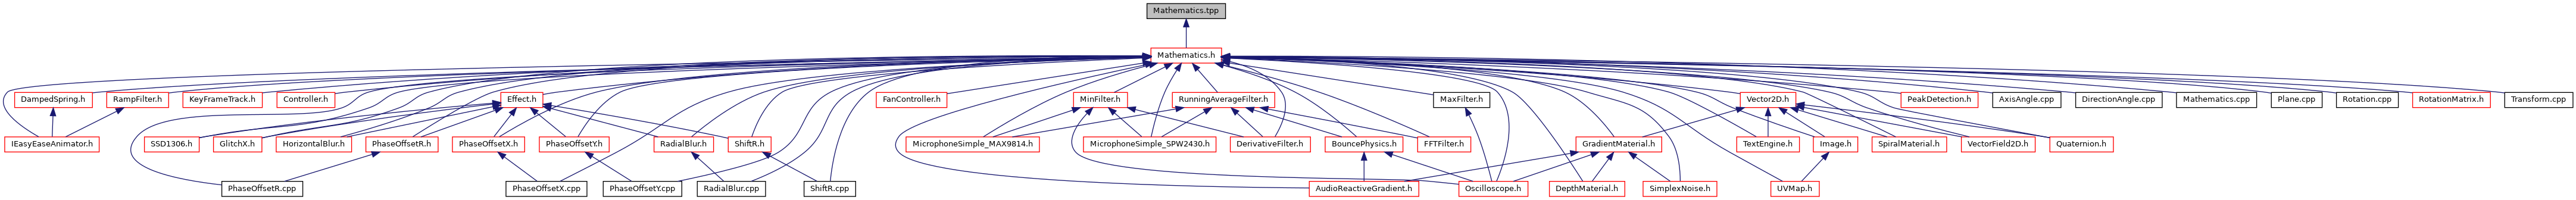 Mathematics.tpp
Mathematics.h
DampedSpring.h
RampFilter.h
KeyFrameTrack.h
Controller.h
Effect.h
FanController.h
MinFilter.h
RunningAverageFilter.h
MaxFilter.h
Vector2D.h
PeakDetection.h
AxisAngle.cpp
DirectionAngle.cpp
Mathematics.cpp
Plane.cpp
Rotation.cpp
RotationMatrix.h
Transform.cpp
IEasyEaseAnimator.h
SSD1306.h
GlitchX.h
HorizontalBlur.h
PhaseOffsetR.h
PhaseOffsetX.h
PhaseOffsetY.h
RadialBlur.h
ShiftR.h
MicrophoneSimple_MAX9814.h
MicrophoneSimple_SPW2430.h
DerivativeFilter.h
BouncePhysics.h
FFTFilter.h
GradientMaterial.h
TextEngine.h
Image.h
SpiralMaterial.h
VectorField2D.h
Quaternion.h
PhaseOffsetR.cpp
PhaseOffsetX.cpp
PhaseOffsetY.cpp
RadialBlur.cpp
ShiftR.cpp
AudioReactiveGradient.h
Oscilloscope.h
DepthMaterial.h
SimplexNoise.h
UVMap.h